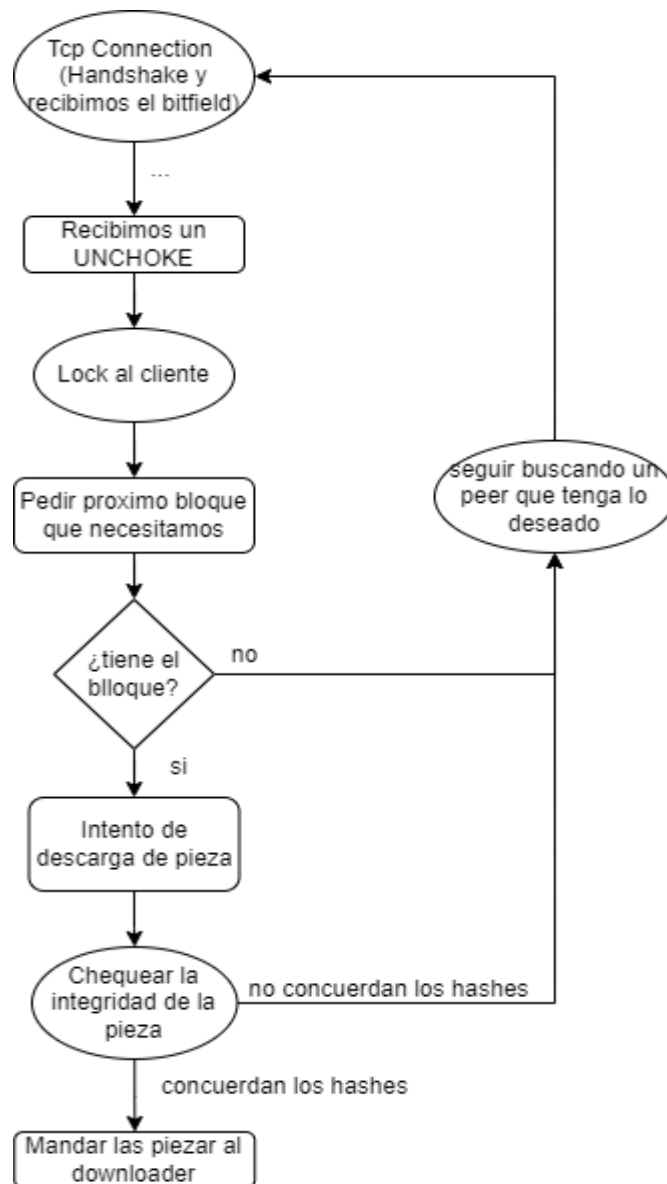 Tcp Connection
(Handshake y
recibimos el bitfield)
...
Recibimos un
UNCHOKE
Lock al cliente
Pedir proximo bloque
que necesitamos
seguir buscando un
peer que tenga lo
deseado
¿tiene el
blloque?
no
si
Intento de
descarga de pieza
Chequear la
integridad de la
pieza
no concuerdan los hashes
concuerdan los hashes
Mandar las piezar al
downloader